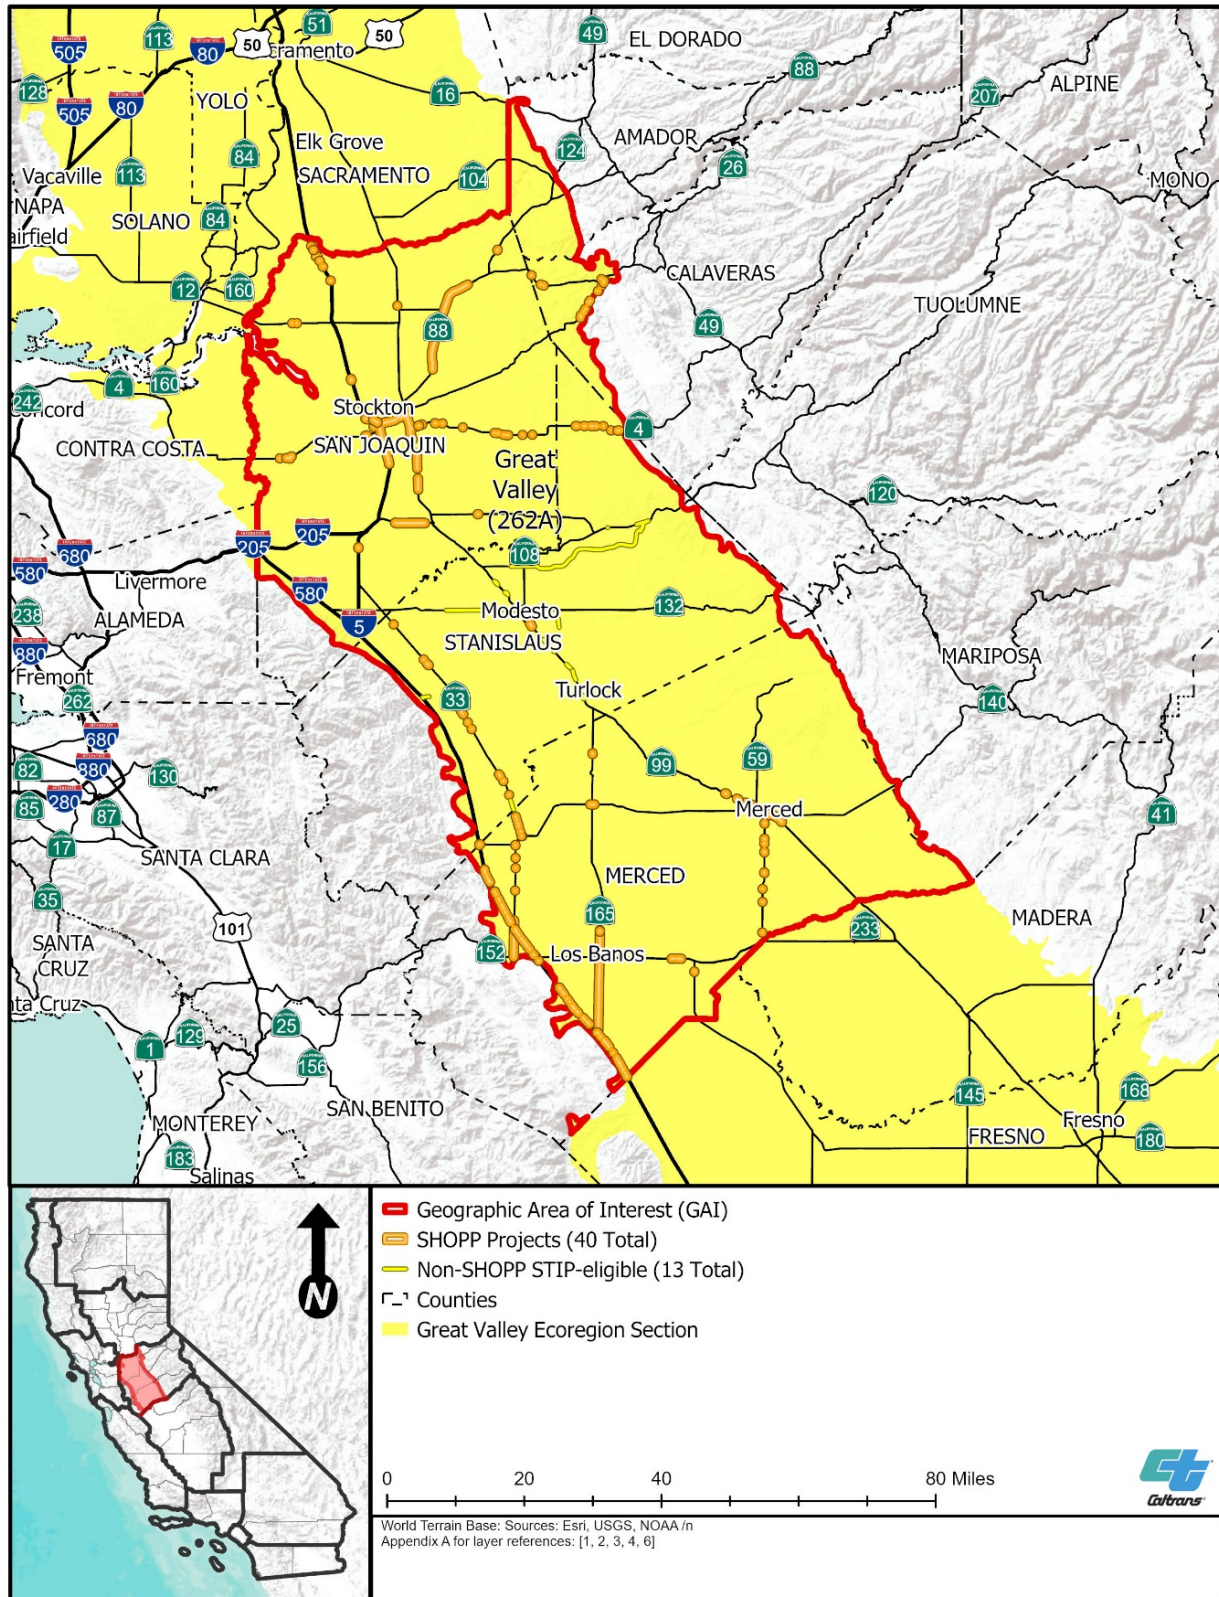 505
113
80
50
51
50
cramento
49
EL DORADO
88
128
505
80
YOLO
16
207
ALPINE
Elk Grove
124
AMADOR
26
84
Vacaville
113
SACRAMENTO
104
MONO
NAPA
airfield
SOLANO
84
12
160
CALAVERAS
TUOLUMNE
88
49
4
160
242
oncord
Stockton
SAN JOAQUIN
4
CONTRA COSTA
Great
Valley
(262A)
120
680
205
205
108
580
Livermore
580
132
238
ALAMEDA
5
Modesto
STANISLAUS
880
Fremont
262
MARIPOSA
140
33
Turlock
680
82
880
130
99
59
85
280
87
Merced
41
17
SANTA CLARA
MERCED
35
101
165
233
MADERA
SANTA
CRUZ
152
Los Banos
nta Cruz
1
129
25
156
145
168
MONTEREY
SAN BENITO
FRESNO
Fresno
180
183
Salinas
N
Geographic Area of Interest (GAI)
SHOPP Projects (40 Total)
Non-SHOPP STIP-eligible (13 Total)
Counties
Great Valley Ecoregion Section
0 20 40 80 Miles
Caltrans
World Terrain Base: Sources: Esri, USGS, NOAA /n
Appendix A for layer references: [1, 2, 3, 4, 6]